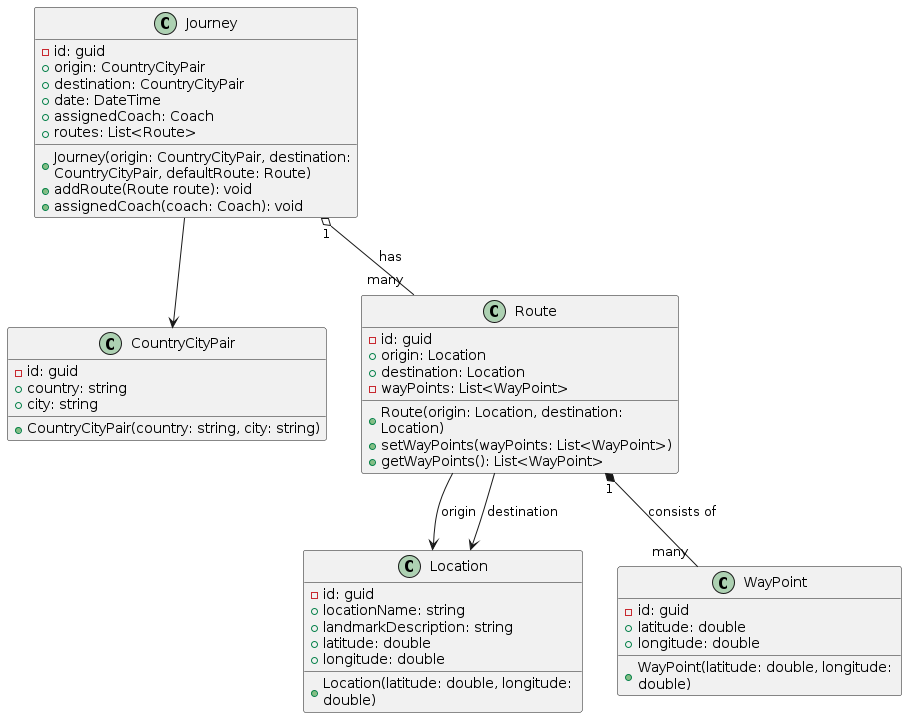 C Journey
id: guid
origin: CountryCityPair
destination: CountryCityPair
date: DateTime
assignedCoach: Coach
routes: List<Route>
Journey(origin: CountryCityPair, destination:
CountryCityPair, defaultRoute: Route)
addRoute(Route route): void
assignedCoach(coach: Coach): void
1
has
many
C CountryCityPair
id: guid
country: string
city: string
CountryCityPair(country: string, city: string)
C Route
id: guid
origin: Location
destination: Location
wayPoints: List<WayPoint>
Route(origin: Location, destination:
Location)
setWayPoints(wayPoints: List<WayPoint>)
getWayPoints(): List<WayPoint>
1
origin
destination
consists of
many
C Location
id: guid
locationName: string
landmarkDescription: string
latitude: double
longitude: double
Location(latitude: double, longitude:
double)
C WayPoint
id: guid
latitude: double
longitude: double
WayPoint(latitude: double, longitude:
double)